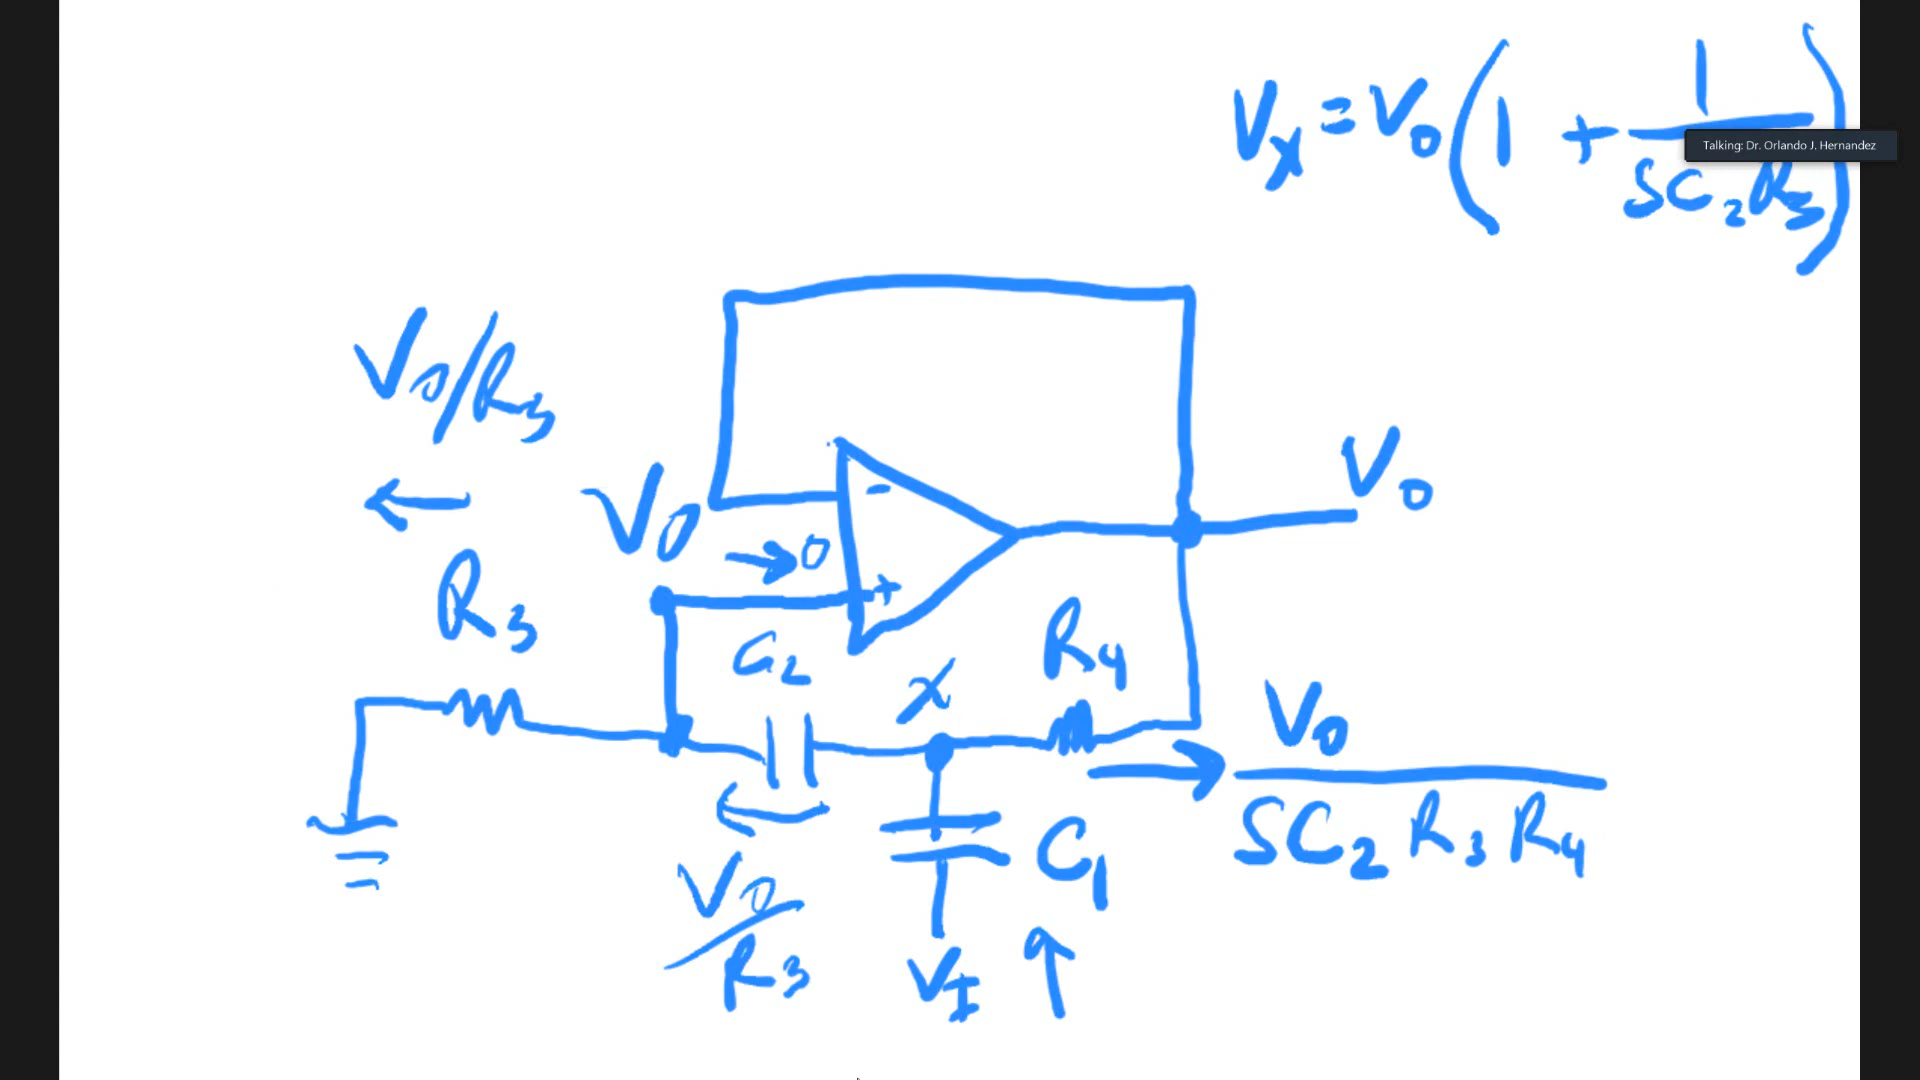 Vx = Vo(1 + 1/SC2R3)
Talking: Dr. Orlando J. Hernandez
Vo/R3
Vo
Vo
-
→0
+
R3
C2
X
R4
Vo/SC2R3R4
C1
Vo/R3
VI